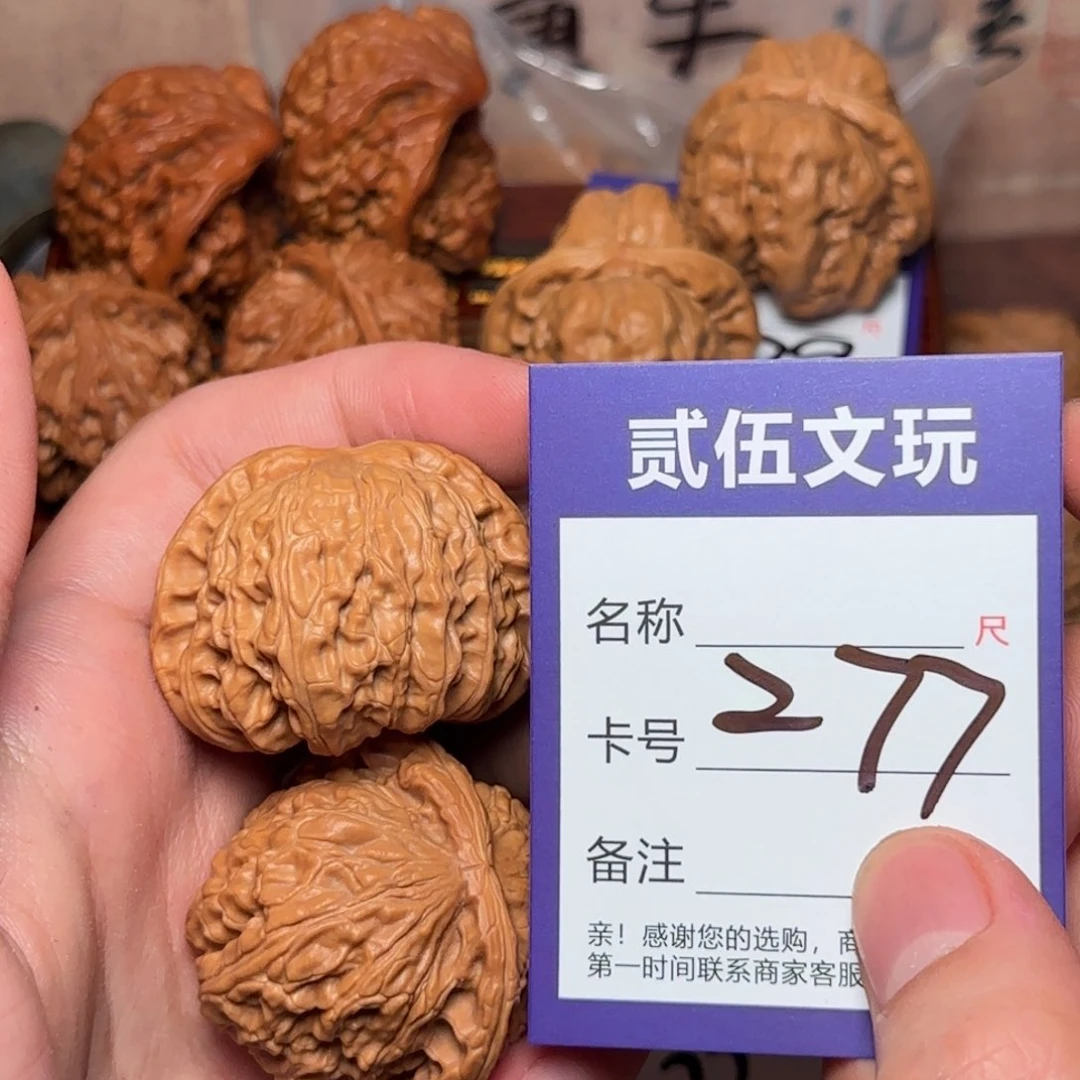 贰伍文玩
名称 尺
卡号 277
备注
亲！感谢您的选购，商
第一时间联系商家客服